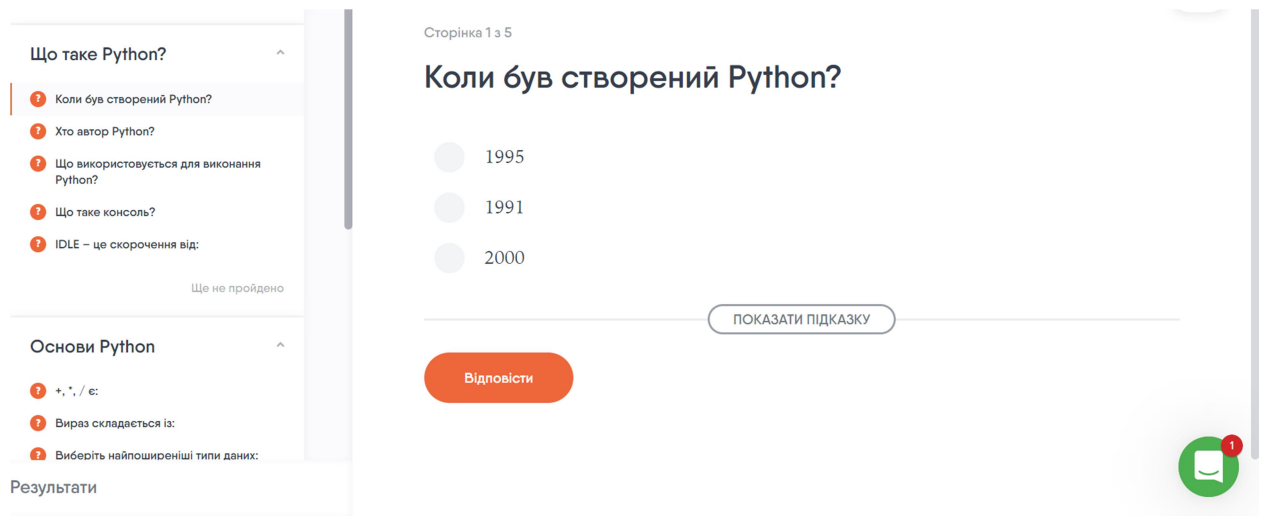 Що таке Python?
Коли був створений Python?
Хто автор Python?
Що використовується для виконання
Python?
Що таке консоль?
IDLE – це скорочення від:
Ще не пройдено
Основи Python
+, *, / є:
Вираз складається із:
Виберіть найпоширеніші типи даних:
Результати
Сторінка 1 з 5
Коли був створений Python?
1995
1991
2000
ПОКАЗАТИ ПІДКАЗКУ
Відповісти
1